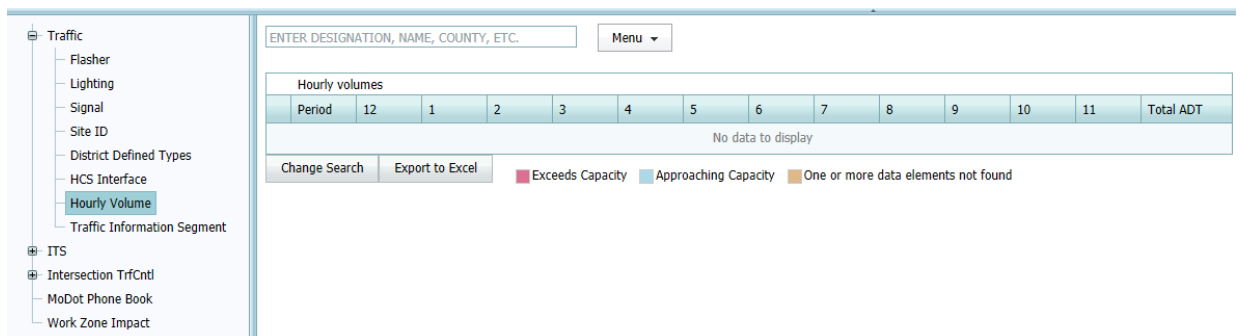 Traffic
Flasher
Lighting
Signal
Site ID
District Defined Types
HCS Interface
Hourly Volume
Traffic Information Segment
ITS
Intersection TrfCntl
MoDot Phone Book
Work Zone Impact
ENTER DESIGNATION, NAME, COUNTY, ETC.
Menu
Hourly volumes
Period 12 1 2 3 4 5 6 7 8 9 10 11 Total ADT
No data to display
Change Search Export to Excel Exceeds Capacity Approaching Capacity One or more data elements not found